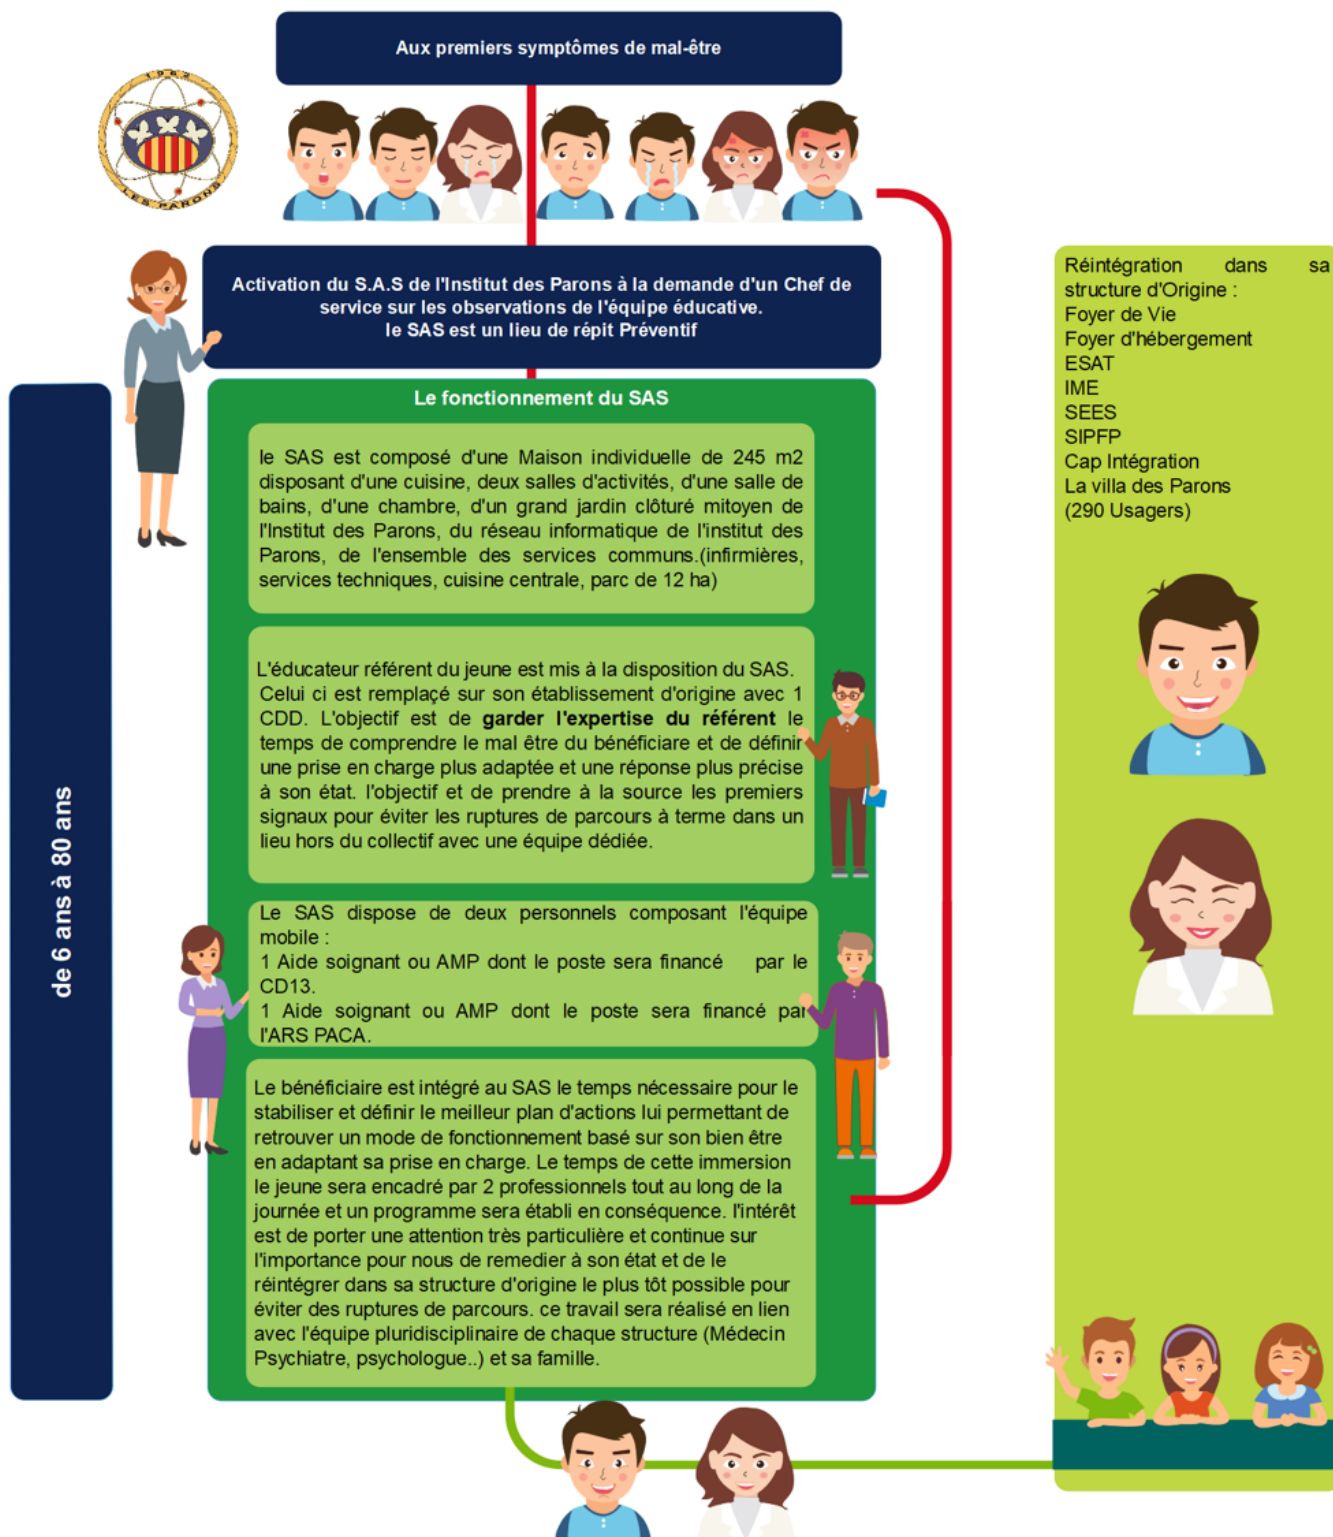 Aux premiers symptômes de mal-être
1962
LES PARONS
Activation du S.A.S de l'Institut des Parons à la demande d'un Chef de
service sur les observations de l'équipe éducative.
le SAS est un lieu de répit Préventif
de 6 ans à 80 ans
Le fonctionnement du SAS
le SAS est composé d'une Maison individuelle de 245 m2
disposant d'une cuisine, deux salles d'activités, d'une salle de
bains, d'une chambre, d'un grand jardin clôturé mitoyen de
l'Institut des Parons, du réseau informatique de l'institut des
Parons, de l'ensemble des services communs.(infirmières,
services techniques, cuisine centrale, parc de 12 ha)
L'éducateur référent du jeune est mis à la disposition du SAS.
Celui ci est remplaçé sur son établissement d'origine avec 1
CDD. L'objectif est de garder l'expertise du référent le
temps de comprendre le mal être du bénéficiare et de définir
une prise en charge plus adaptée et une réponse plus précise
à son état. l'objectif et de prendre à la source les premiers
signaux pour éviter les ruptures de parcours à terme dans un
lieu hors du collectif avec une équipe dédiée.
Le SAS dispose de deux personnels composant l'équipe
mobile :
1 Aide soignant ou AMP dont le poste sera financé par le
CD13.
1 Aide soignant ou AMP dont le poste sera financé par
l'ARS PACA.
Le bénéficiaire est intégré au SAS le temps nécessaire pour le
stabiliser et définir le meilleur plan d'actions lui permettant de
retrouver un mode de fonctionnement basé sur son bien être
en adaptant sa prise en charge. Le temps de cette immersion
le jeune sera encadré par 2 professionnels tout au long de la
journée et un programme sera établi en conséquence. l'intérêt
est de porter une attention très particulière et continue sur
l'importance pour nous de remedier à son état et de le
réintégrer dans sa structure d'origine le plus tôt possible pour
éviter des ruptures de parcours. ce travail sera réalisé en lien
avec l'équipe pluridisciplinaire de chaque structure (Médecin
Psychiatre, psychologue..) et sa famille.
Réintégration dans sa
structure d'Origine :
Foyer de Vie
Foyer d'hébergement
ESAT
IME
SEES
SIPFP
Cap Intégration
La villa des Parons
(290 Usagers)